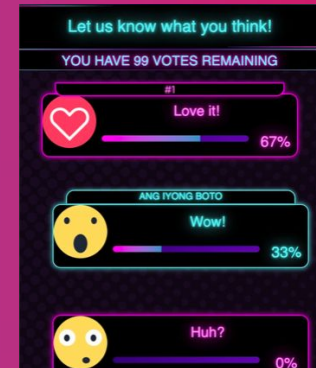 Let us know what you think!
YOU HAVE 99 VOTES REMAINING
#1
Love it!
67%
ANG IYONG BOTO
Wow!
33%
Huh?
0%